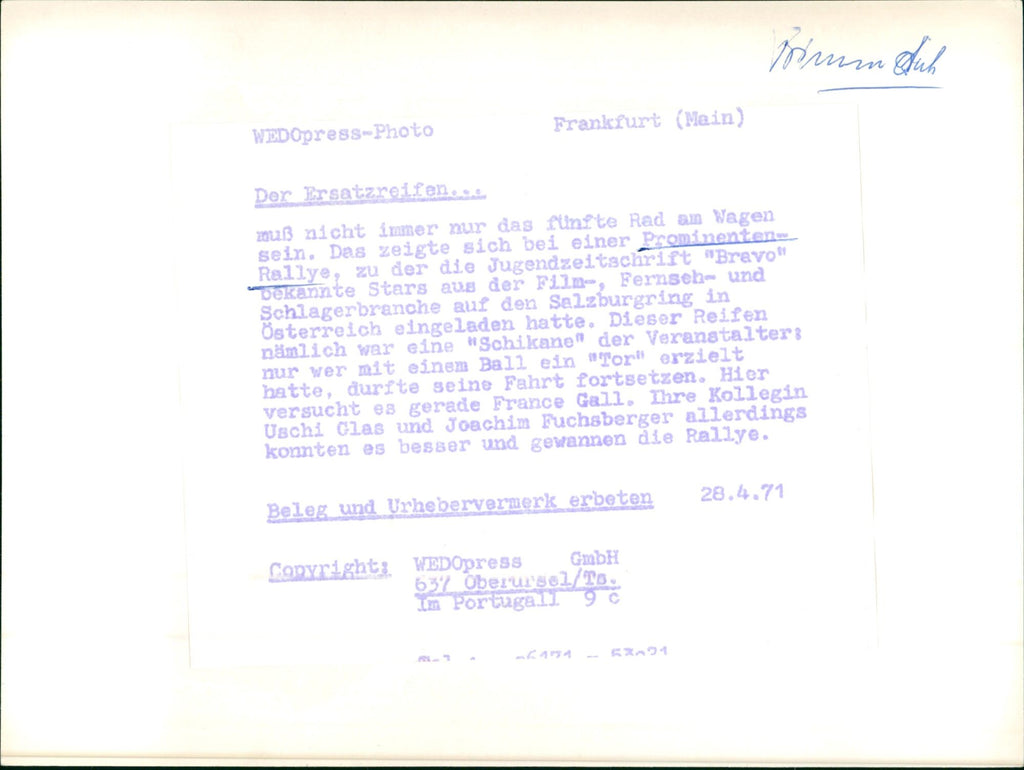 WEDOpress-Photo Frankfurt (Main)
Der Ersatzreifen...
muß nicht immer nur das fünfte Rad am Wagen
sein. Das zeigte sich bei einer Prominenten-
Rallye, zu der die Jugendzeitschrift "Bravo"
bekannte Stars aus der Film-, Fernseh- und
Schlagerbranche auf den Salzburgring in
Österreich eingeladen hatte. Dieser Reifen
nämlich war eine "Schikane" der Veranstalter:
nur wer mit einem Ball ein "Tor" erzielt
hatte, durfte seine Fahrt fortsetzen. Hier
versucht es gerade France Gall. Ihre Kollegin
Uschi Glas und Joachim Fuchsberger allerdings
konnten es besser und gewannen die Rallye.
Beleg und Urhebervermerk erbeten 28.4.71
Copyright: WEDOpress GmbH
637 Oberursel/Ts.
Im Portugall 9 c